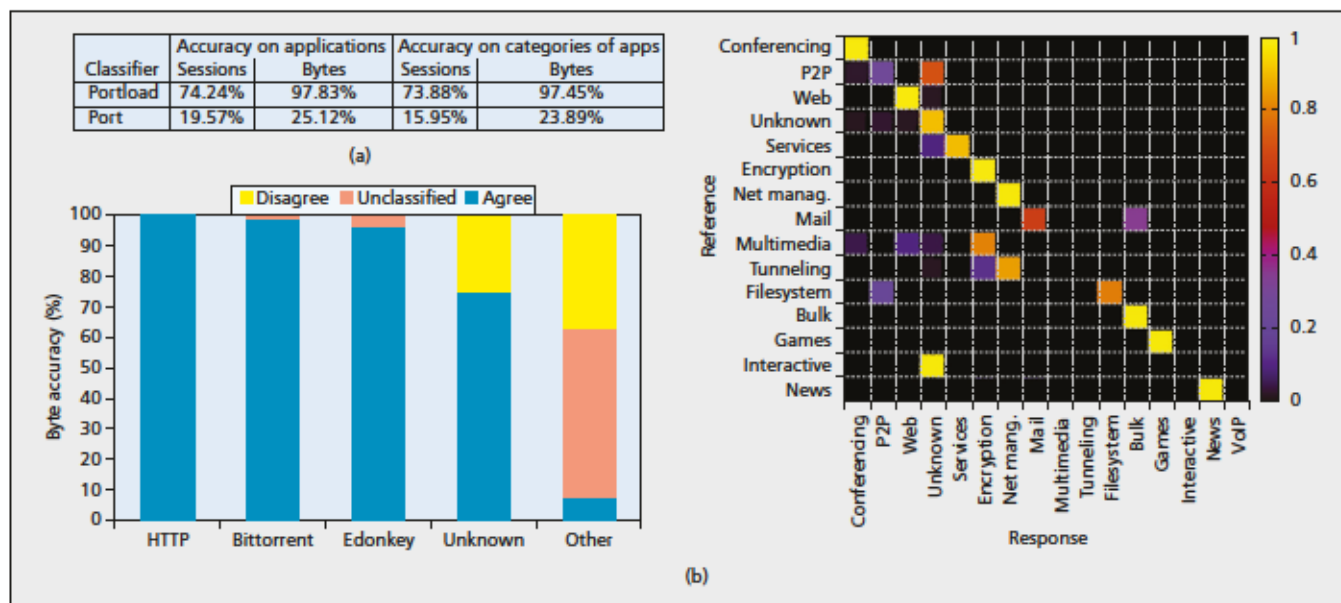 Accuracy on applications Accuracy on categories of apps
Classifier Sessions Bytes Sessions Bytes
Portload 74.24% 97.83% 73.88% 97.45%
Port 19.57% 25.12% 15.95% 23.89%
(a)
Disagree Unclassified Agree
Byte accuracy (%)
100
90
80
70
60
50
40
30
20
10
0
HTTP Bittorrent Edonkey Unknown Other
Reference
Conferencing
P2P
Web
Unknown
Services
Encryption
Net manag.
Mail
Multimedia
Tunneling
Filesystem
Bulk
Games
Interactive
News
Conferencing
P2P
Web
Unknown
Services
Encryption
Net mang.
Mail
Multimedia
Tunneling
Filesystem
Bulk
Games
Interactive
News
VoIP
Response
1
0.8
0.6
0.4
0.2
0
(b)